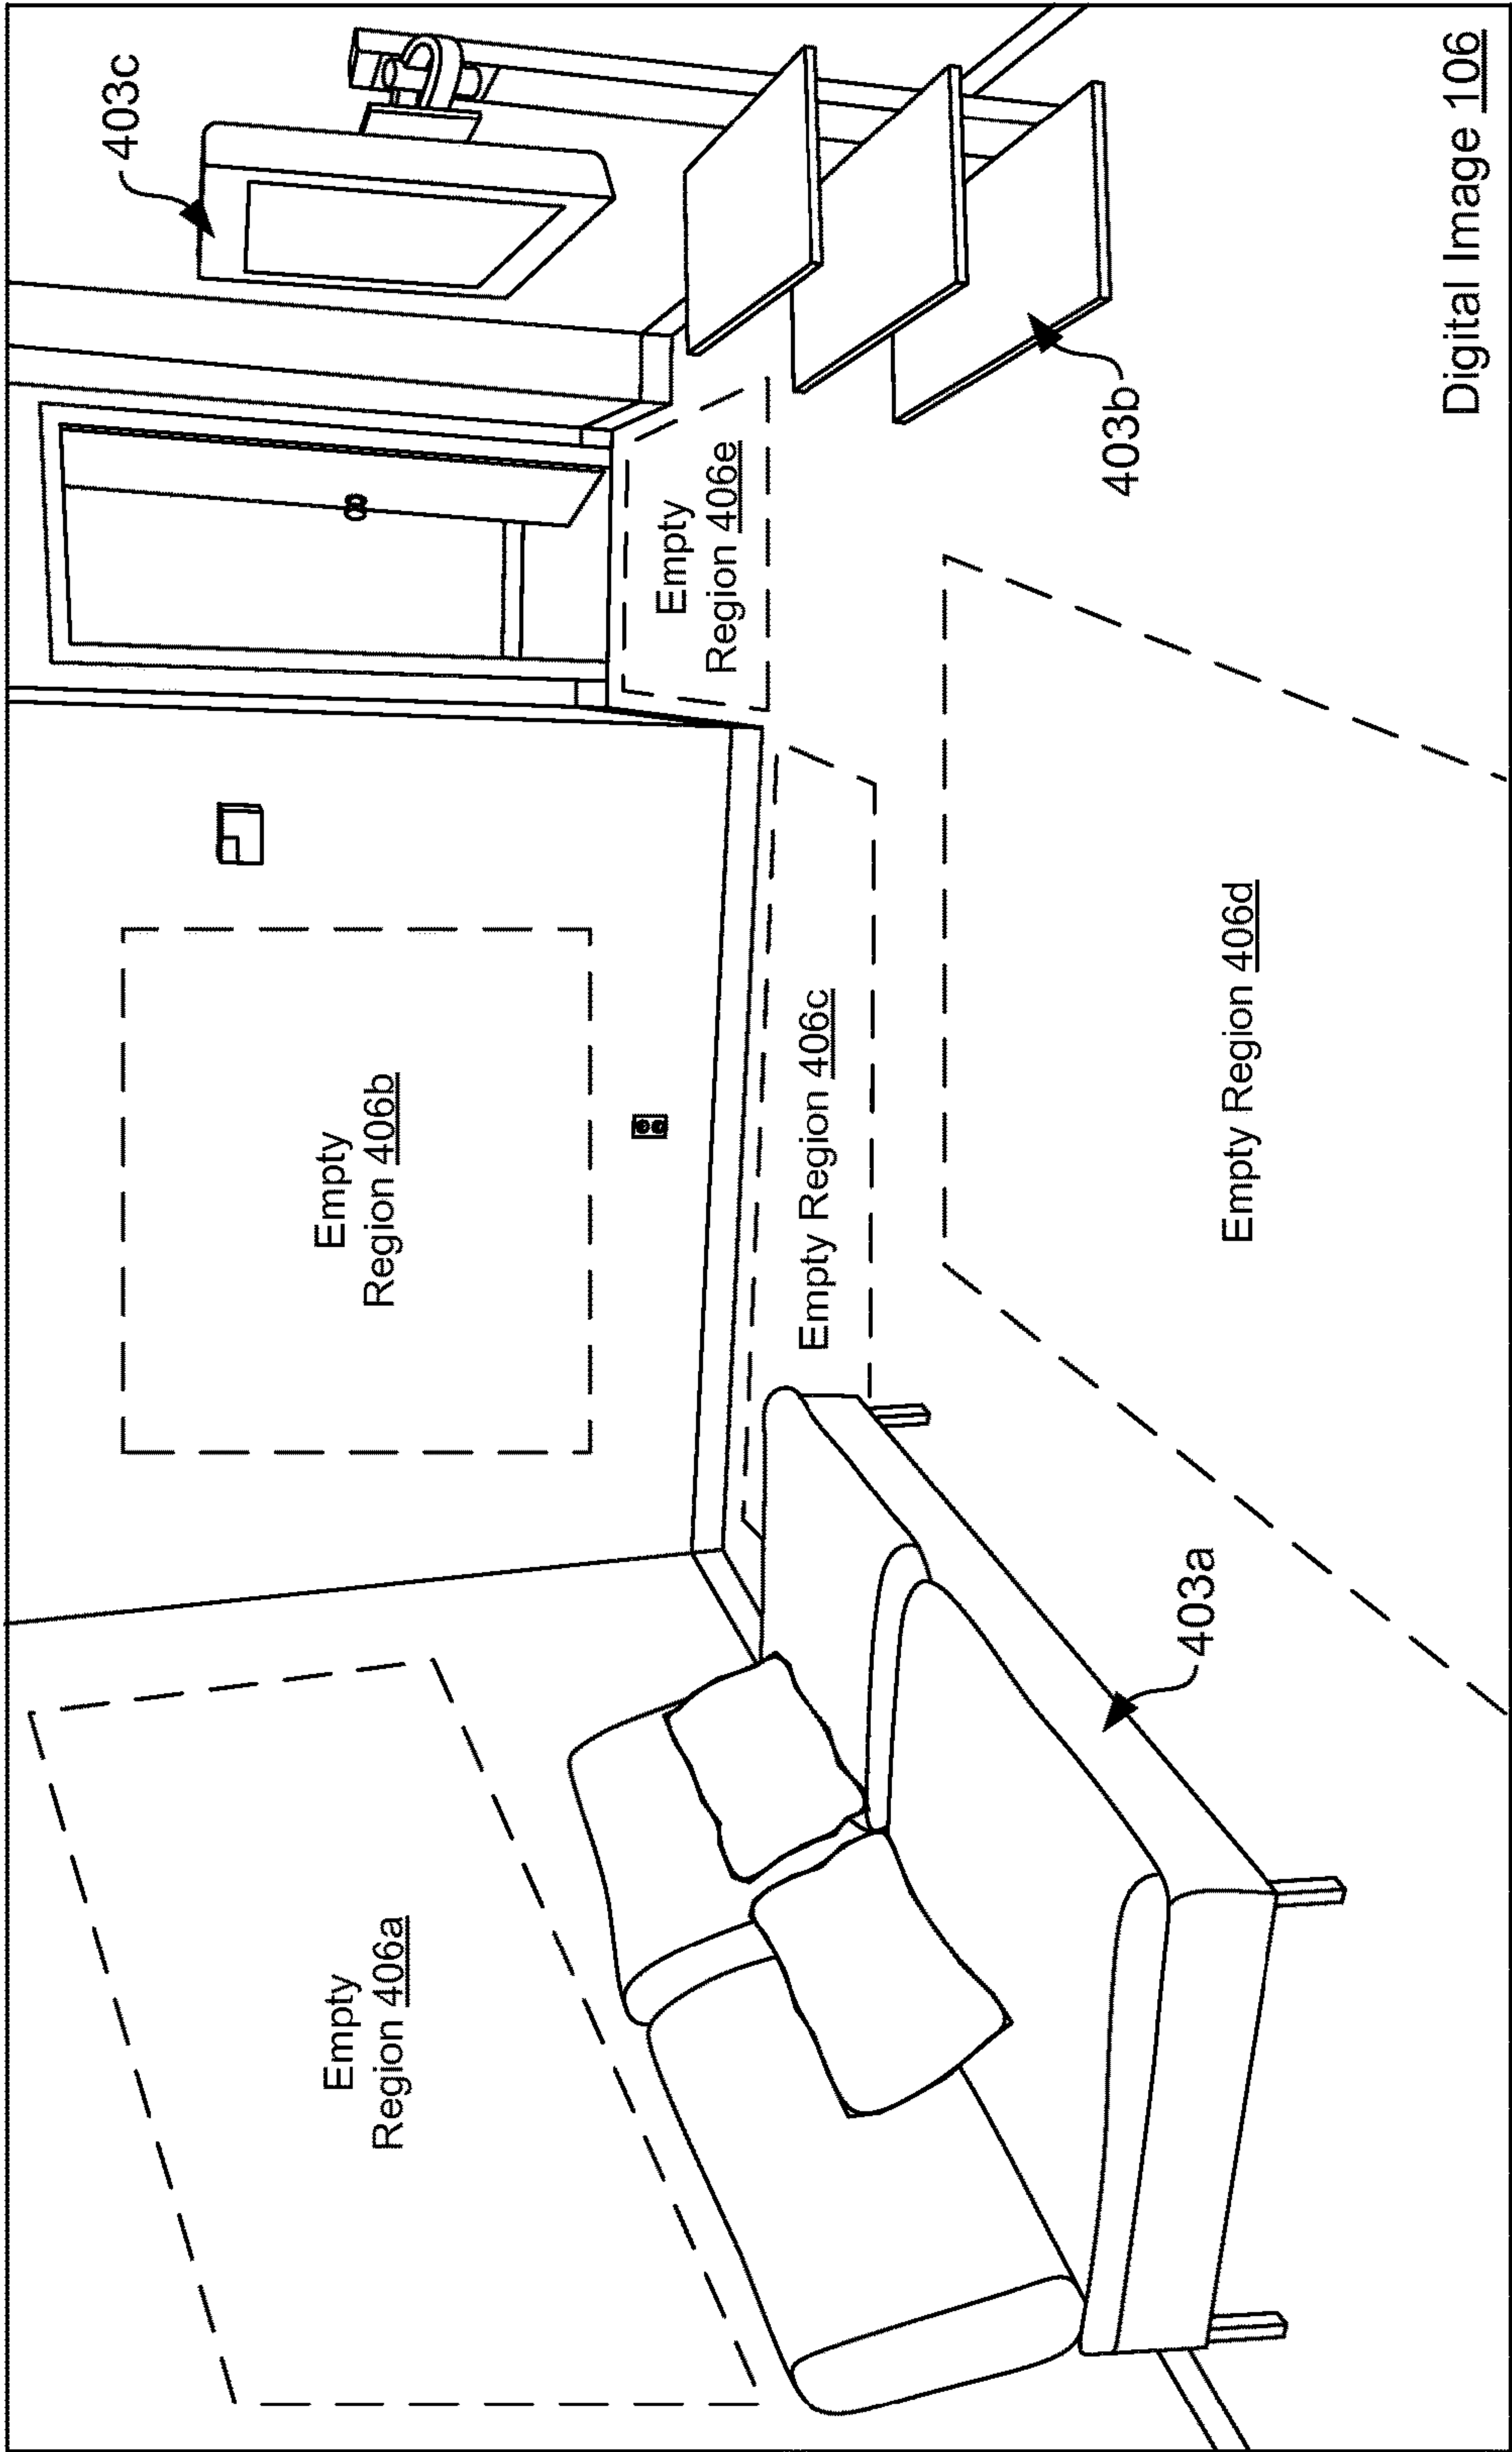 403c
Empty
Region 406a
Empty
Region 406b
Empty
Region 406e
Empty Region 406c
403b
403a
Empty Region 406d
Digital Image 106